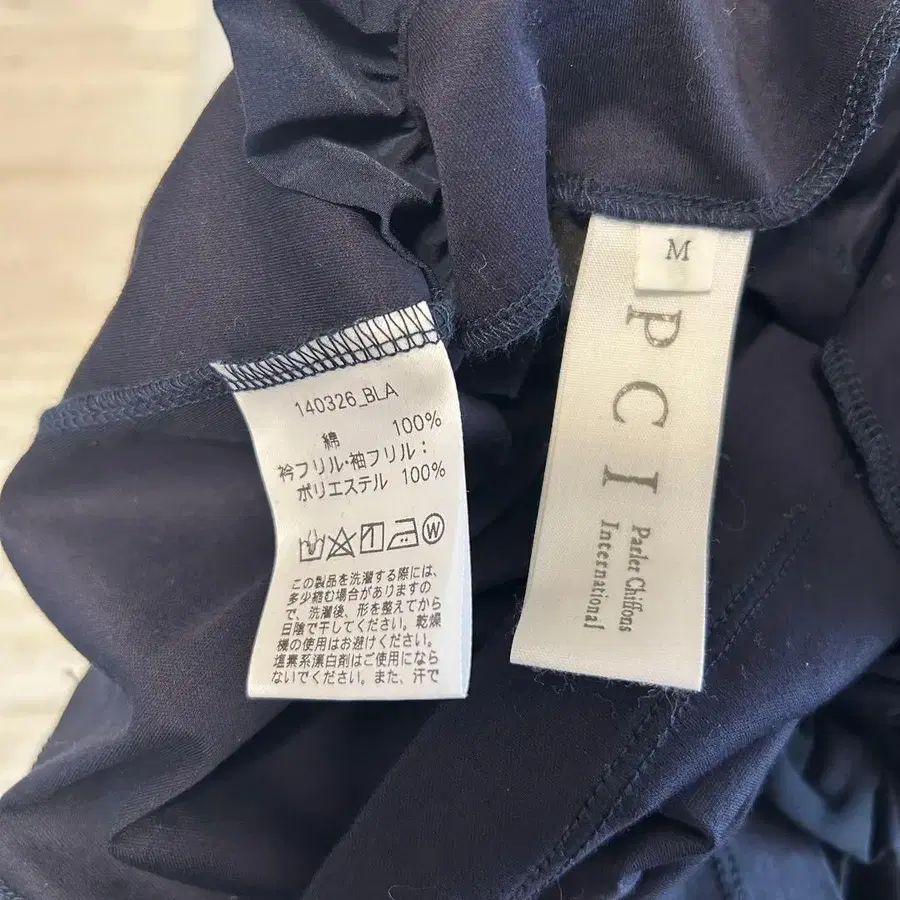 140326_BLA
綿 100%
衿フリル・袖フリル：
ポリエステル 100%
W
この製品を洗濯する際には、
多少縮む場合がありますの
で、洗濯後、形を整えてから
日陰で干してください。乾燥
機の使用はお避けください。
塩素系漂白剤はご使用になら
ないでください。また、汗で
M
PCI
Parler Chiffons
International